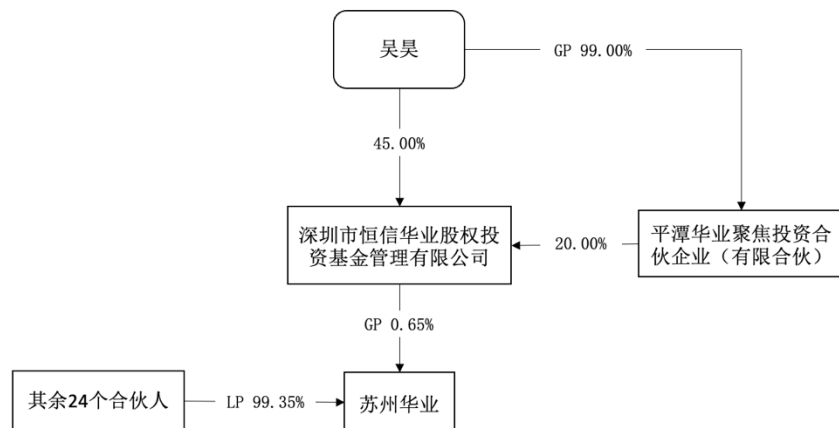 吴昊
GP 99.00%
45.00%
深圳市恒信华业股权投
资基金管理有限公司
20.00%
平潭华业聚焦投资合
伙企业（有限合伙）
GP 0.65%
其余24个合伙人
LP 99.35%
苏州华业